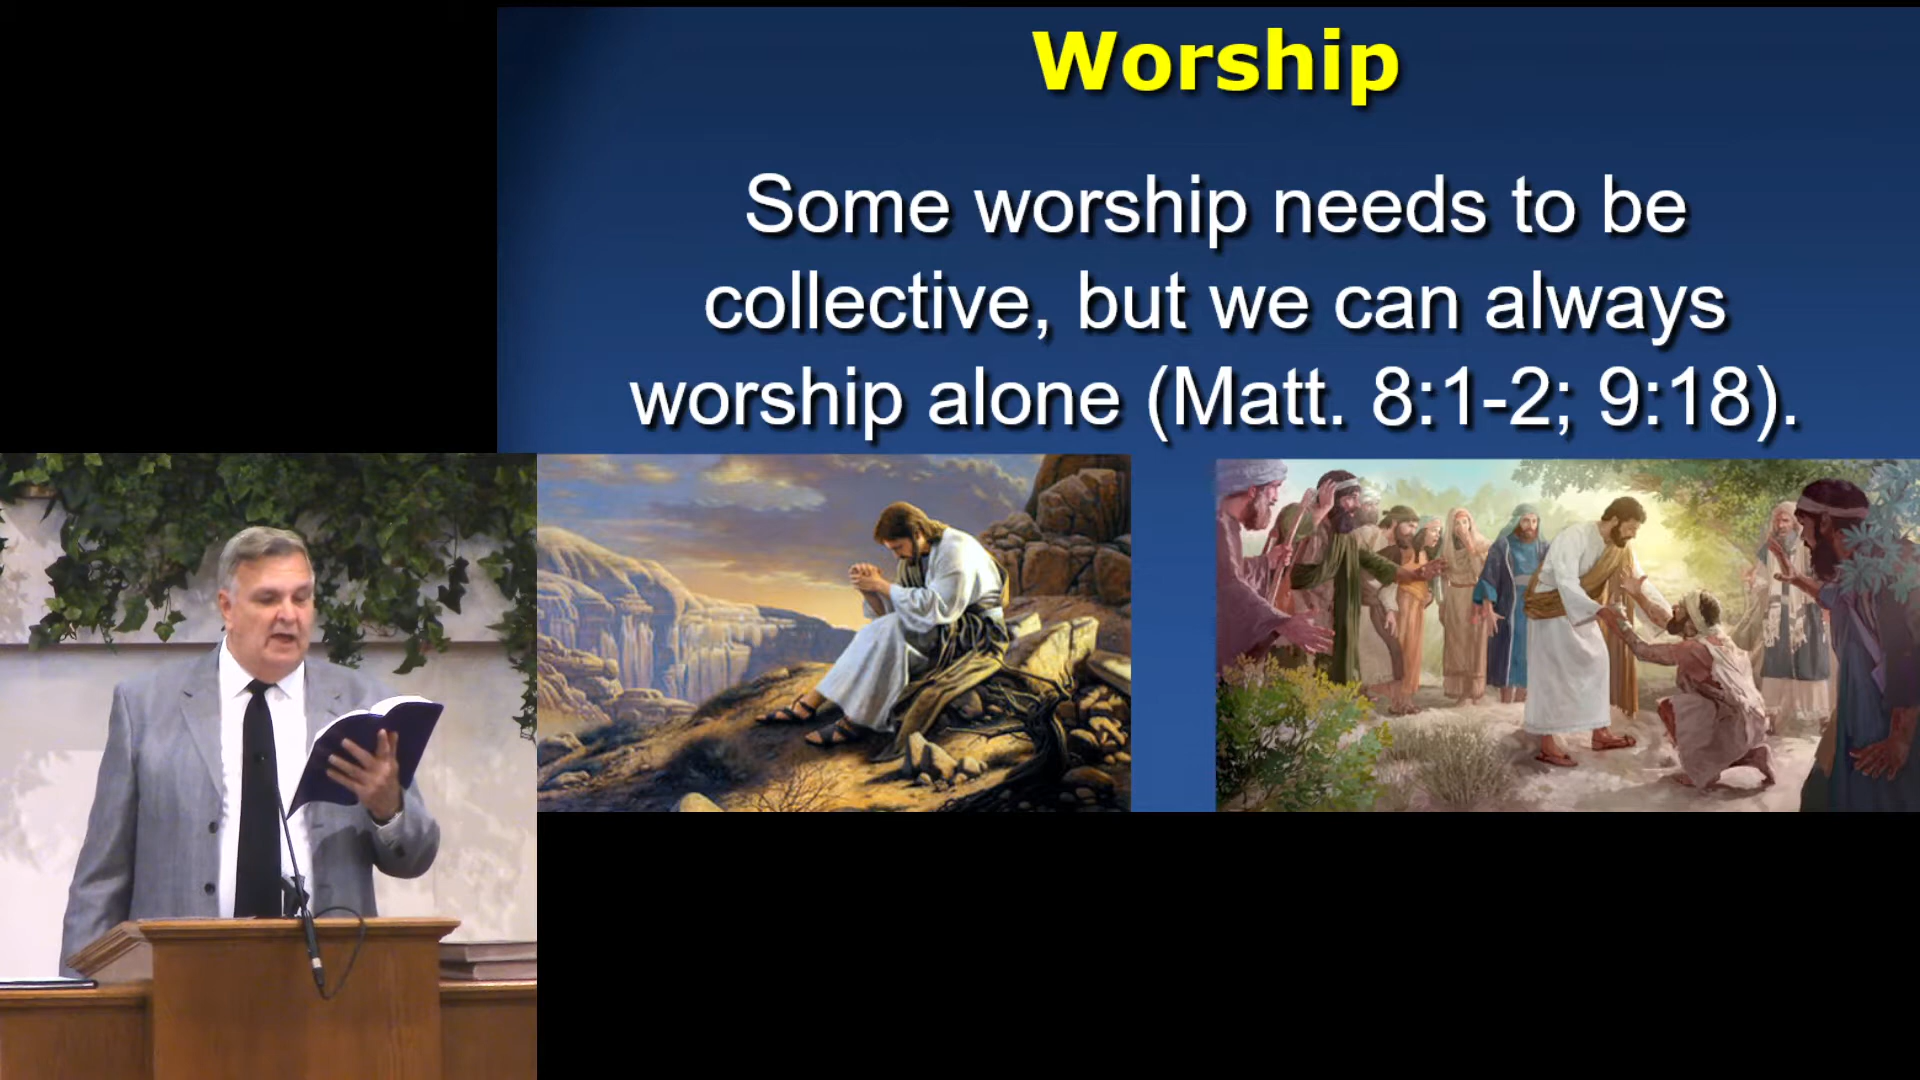 Worship
Some worship needs to be
collective, but we can always
worship alone (Matt. 8:1-2; 9:18).